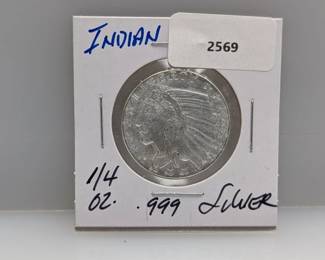 INDIAN
2569
1/4
OZ. .999 SILVER